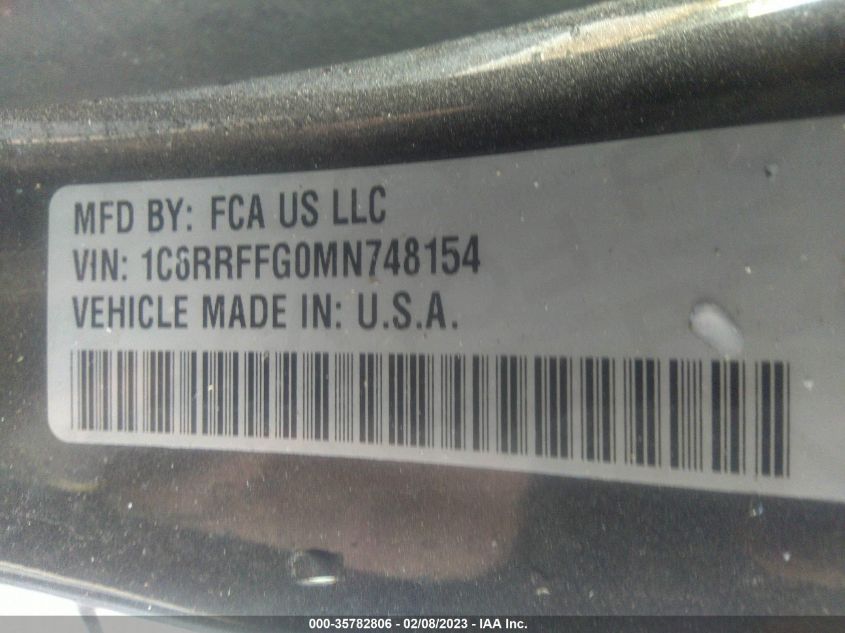 MFD BY: FCA US LLC
VIN: 1C6RRFFG0MN748154
VEHICLE MADE IN: U.S.A.
000-35782806 - 02/08/2023 - IAA Inc.